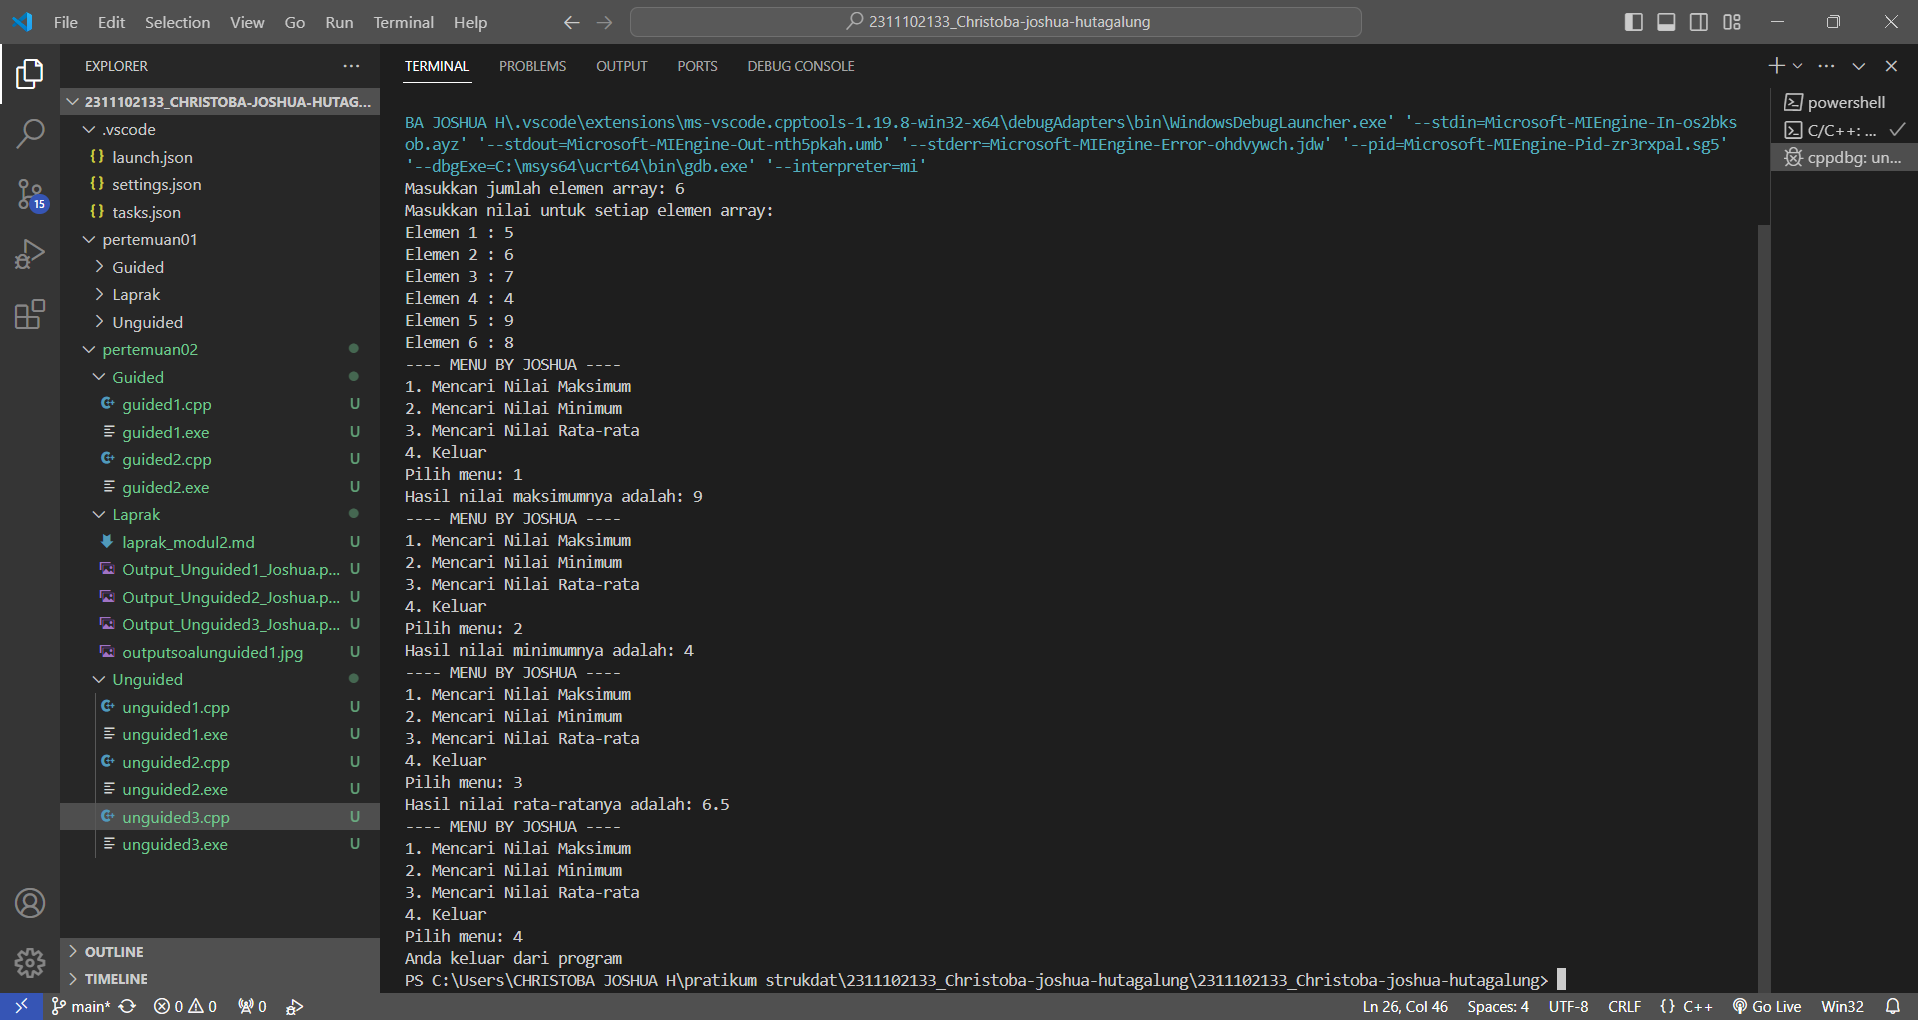 File Edit Selection View Go Run Terminal Help
2311102133_Christoba-joshua-hutagalung
EXPLORER
2311102133_CHRISTOBA-JOSHUA-HUTAG...
.vscode
{} launch.json
{} settings.json
{} tasks.json
pertemuan01
Guided
Laprak
Unguided
pertemuan02
Guided
guided1.cpp U
guided1.exe U
guided2.cpp U
guided2.exe U
Laprak
laprak_modul2.md U
Output_Unguided1_Joshua.p... U
Output_Unguided2_Joshua.p... U
Output_Unguided3_Joshua.p... U
outputsoalunguided1.jpg U
Unguided
unguided1.cpp U
unguided1.exe U
unguided2.cpp U
unguided2.exe U
unguided3.cpp U
unguided3.exe U
OUTLINE
TIMELINE
15
TERMINAL PROBLEMS OUTPUT PORTS DEBUG CONSOLE
BA JOSHUA H\.vscode\extensions\ms-vscode.cpptools-1.19.8-win32-x64\debugAdapters\bin\WindowsDebugLauncher.exe' '--stdin=Microsoft-MIEngine-In-os2bks
ob.ayz' '--stdout=Microsoft-MIEngine-Out-nth5pkah.umb' '--stderr=Microsoft-MIEngine-Error-ohdvywch.jdw' '--pid=Microsoft-MIEngine-Pid-zr3rxpal.sg5'
'--dbgExe=C:\msys64\ucrt64\bin\gdb.exe' '--interpreter=mi'
Masukkan jumlah elemen array: 6
Masukkan nilai untuk setiap elemen array:
Elemen 1 : 5
Elemen 2 : 6
Elemen 3 : 7
Elemen 4 : 4
Elemen 5 : 9
Elemen 6 : 8
---- MENU BY JOSHUA ----
1. Mencari Nilai Maksimum
2. Mencari Nilai Minimum
3. Mencari Nilai Rata-rata
4. Keluar
Pilih menu: 1
Hasil nilai maksimumnya adalah: 9
---- MENU BY JOSHUA ----
1. Mencari Nilai Maksimum
2. Mencari Nilai Minimum
3. Mencari Nilai Rata-rata
4. Keluar
Pilih menu: 2
Hasil nilai minimumnya adalah: 4
---- MENU BY JOSHUA ----
1. Mencari Nilai Maksimum
2. Mencari Nilai Minimum
3. Mencari Nilai Rata-rata
4. Keluar
Pilih menu: 3
Hasil nilai rata-ratanya adalah: 6.5
---- MENU BY JOSHUA ----
1. Mencari Nilai Maksimum
2. Mencari Nilai Minimum
3. Mencari Nilai Rata-rata
4. Keluar
Pilih menu: 4
Anda keluar dari program
PS C:\Users\CHRISTOBA JOSHUA H\pratikum strukdat\2311102133_Christoba-joshua-hutagalung\2311102133_Christoba-joshua-hutagalung>
powershell
C/C++: ...
cppdbg: un...
main* 0 0 0 Ln 26, Col 46 Spaces: 4 UTF-8 CRLF {} C++ Go Live Win32